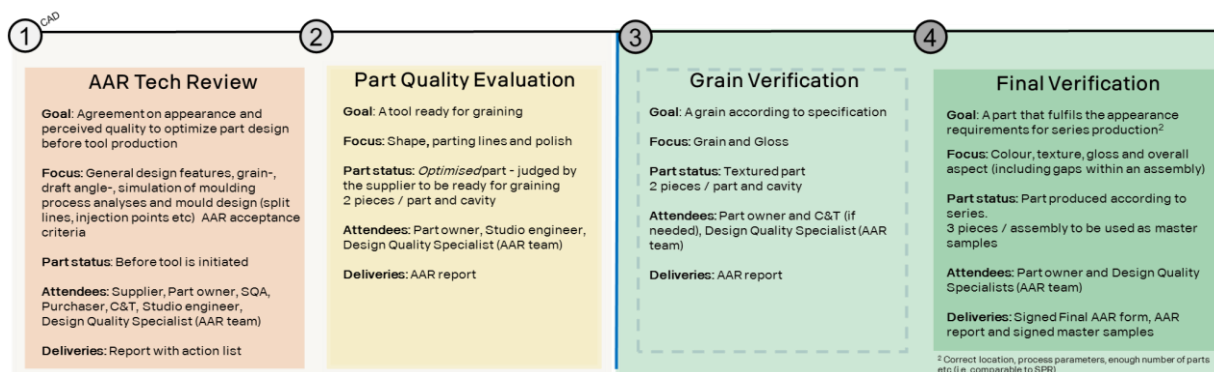 1
CAD
2
3
4
AAR Tech Review
Goal: Agreement on appearance and
perceived quality to optimize part design
before tool production
Focus: General design features, grain-,
draft angle-, simulation of moulding
process analyses and mould design (split
lines, injection points etc) AAR acceptance
criteria
Part status: Before tool is initiated
Attendees: Supplier, Part owner, SQA,
Purchaser, C&T, Studio engineer,
Design Quality Specialist (AAR team)
Deliveries: Report with action list
Part Quality Evaluation
Goal: A tool ready for graining
Focus: Shape, parting lines and polish
Part status: Optimised part - judged by
the supplier to be ready for graining
2 pieces / part and cavity
Attendees: Part owner, Studio engineer,
Design Quality Specialist (AAR team)
Deliveries: AAR report
Grain Verification
Goal: A grain according to specification
Focus: Grain and Gloss
Part status: Textured part
2 pieces / part and cavity
Attendees: Part owner and C&T (if
needed), Design Quality Specialist (AAR
team)
Deliveries: AAR report
Final Verification
Goal: A part that fulfils the appearance
requirements for series production²
Focus: Colour, texture, gloss and overall
aspect (including gaps within an assembly)
Part status: Part produced according to
series.
3 pieces / assembly to be used as master
samples
Attendees: Part owner and Design Quality
Specialists (AAR team)
Deliveries: Signed Final AAR form, AAR
report and signed master samples
² Correct location, process parameters, enough number of parts
etc (i.e. comparable to SPR)